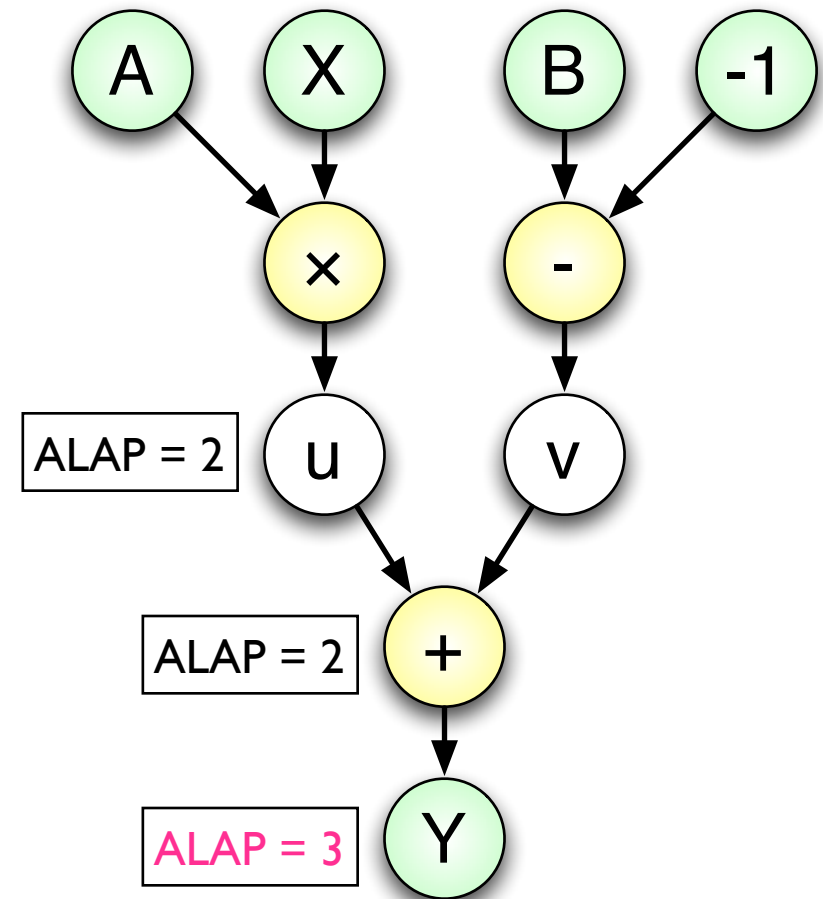 A X B -1
× -
ALAP = 2 u v
ALAP = 2 +
ALAP = 3 Y